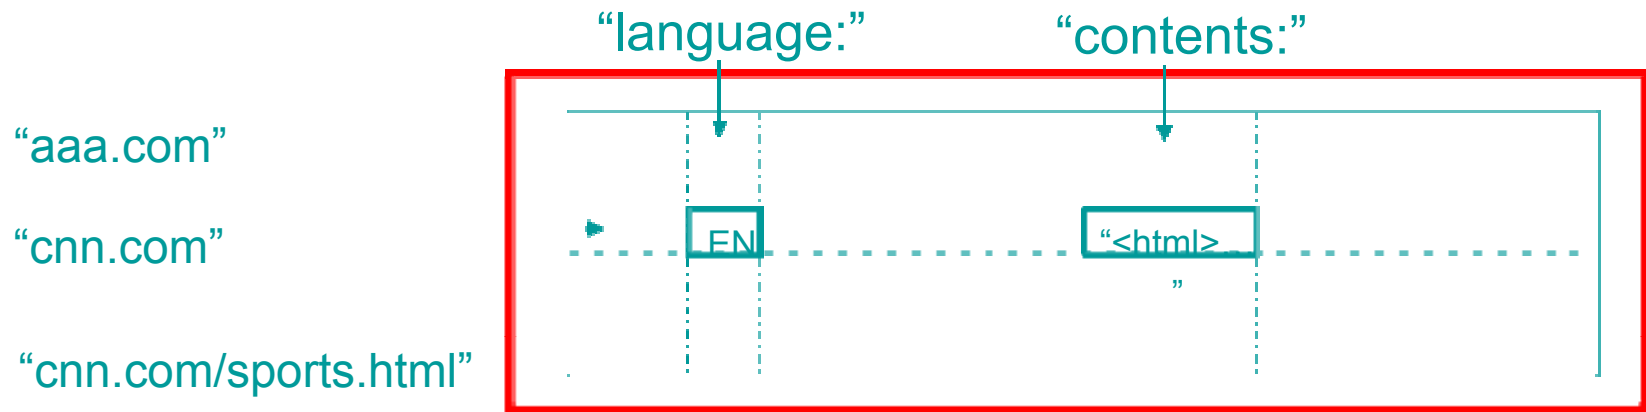 “language:” “contents:”
“aaa.com”
“cnn.com” EN “<html>...
”
“cnn.com/sports.html”